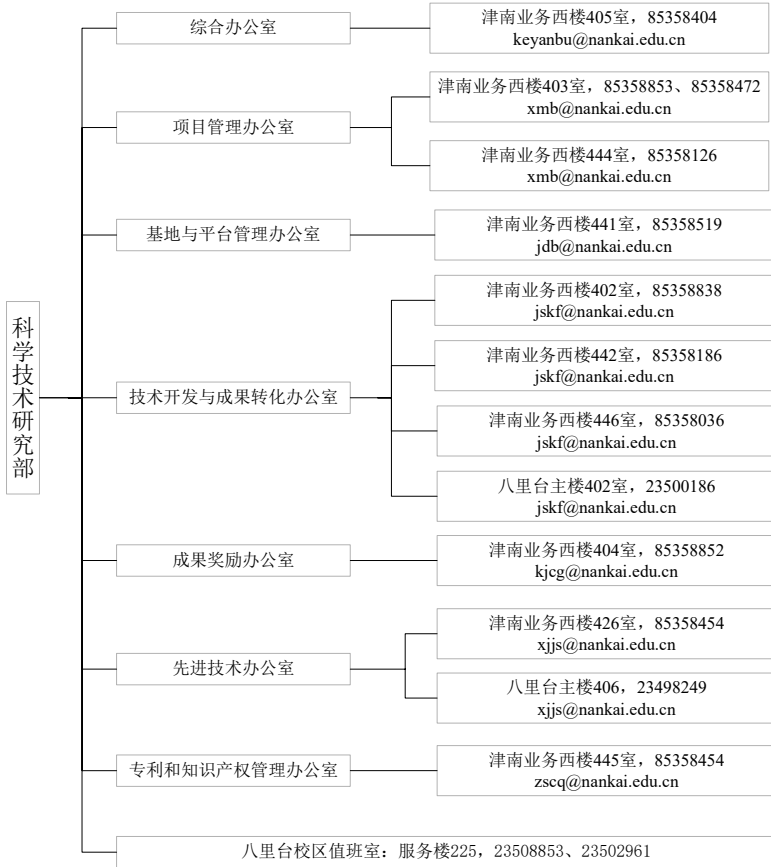 科学技术研究部
综合办公室
津南业务西楼405室，85358404
keyanbu@nankai.edu.cn
项目管理办公室
津南业务西楼403室，85358853、85358472
xmb@nankai.edu.cn
津南业务西楼444室，85358126
xmb@nankai.edu.cn
基地与平台管理办公室
津南业务西楼441室，85358519
jdb@nankai.edu.cn
技术开发与成果转化办公室
津南业务西楼402室，85358838
jskf@nankai.edu.cn
津南业务西楼442室，85358186
jskf@nankai.edu.cn
津南业务西楼446室，85358036
jskf@nankai.edu.cn
八里台主楼402室，23500186
jskf@nankai.edu.cn
成果奖励办公室
津南业务西楼404室，85358852
kjcg@nankai.edu.cn
先进技术办公室
津南业务西楼426室，85358454
xjjs@nankai.edu.cn
八里台主楼406，23498249
xjjs@nankai.edu.cn
专利和知识产权管理办公室
津南业务西楼445室，85358454
zscq@nankai.edu.cn
八里台校区值班室：服务楼225，23508853、23502961